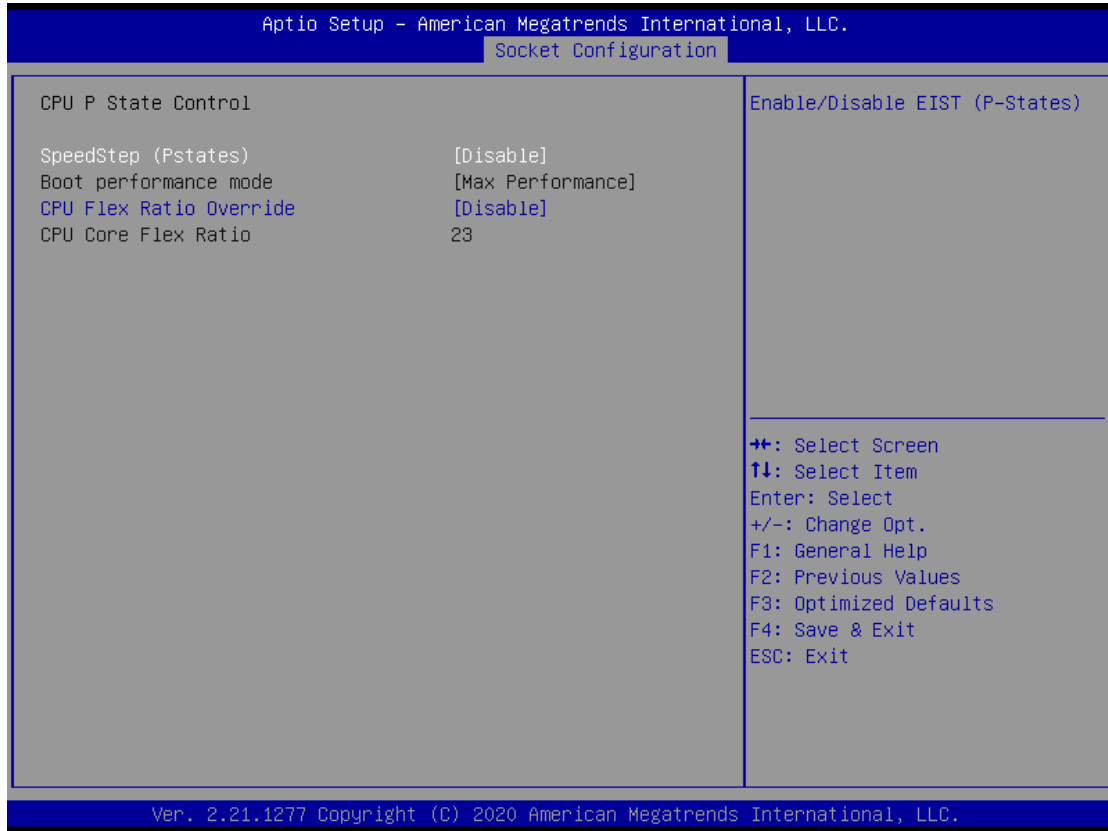 Aptio Setup – American Megatrends International, LLC.
Socket Configuration
CPU P State Control
SpeedStep (Pstates) [Disable]
Boot performance mode [Max Performance]
CPU Flex Ratio Override [Disable]
CPU Core Flex Ratio 23
Enable/Disable EIST (P-States)
→←: Select Screen
↑↓: Select Item
Enter: Select
+/-: Change Opt.
F1: General Help
F2: Previous Values
F3: Optimized Defaults
F4: Save & Exit
ESC: Exit
Ver. 2.21.1277 Copyright (C) 2020 American Megatrends International, LLC.